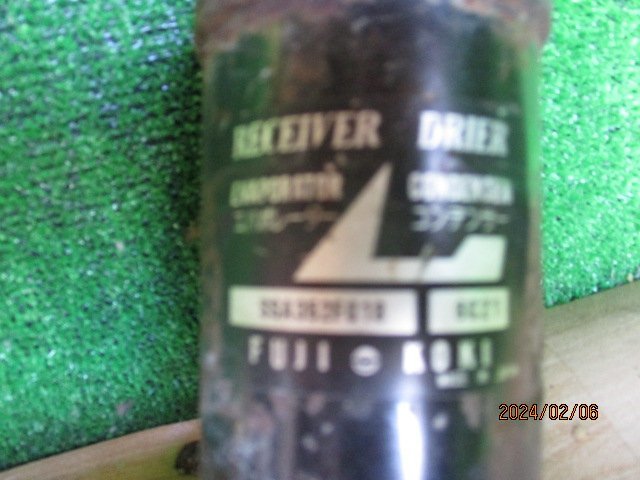 RECEIVER DRIER
EVAPORATOR CONDENSER
エバポレーター コンデンサー
FUJI KOKI
2024/02/06